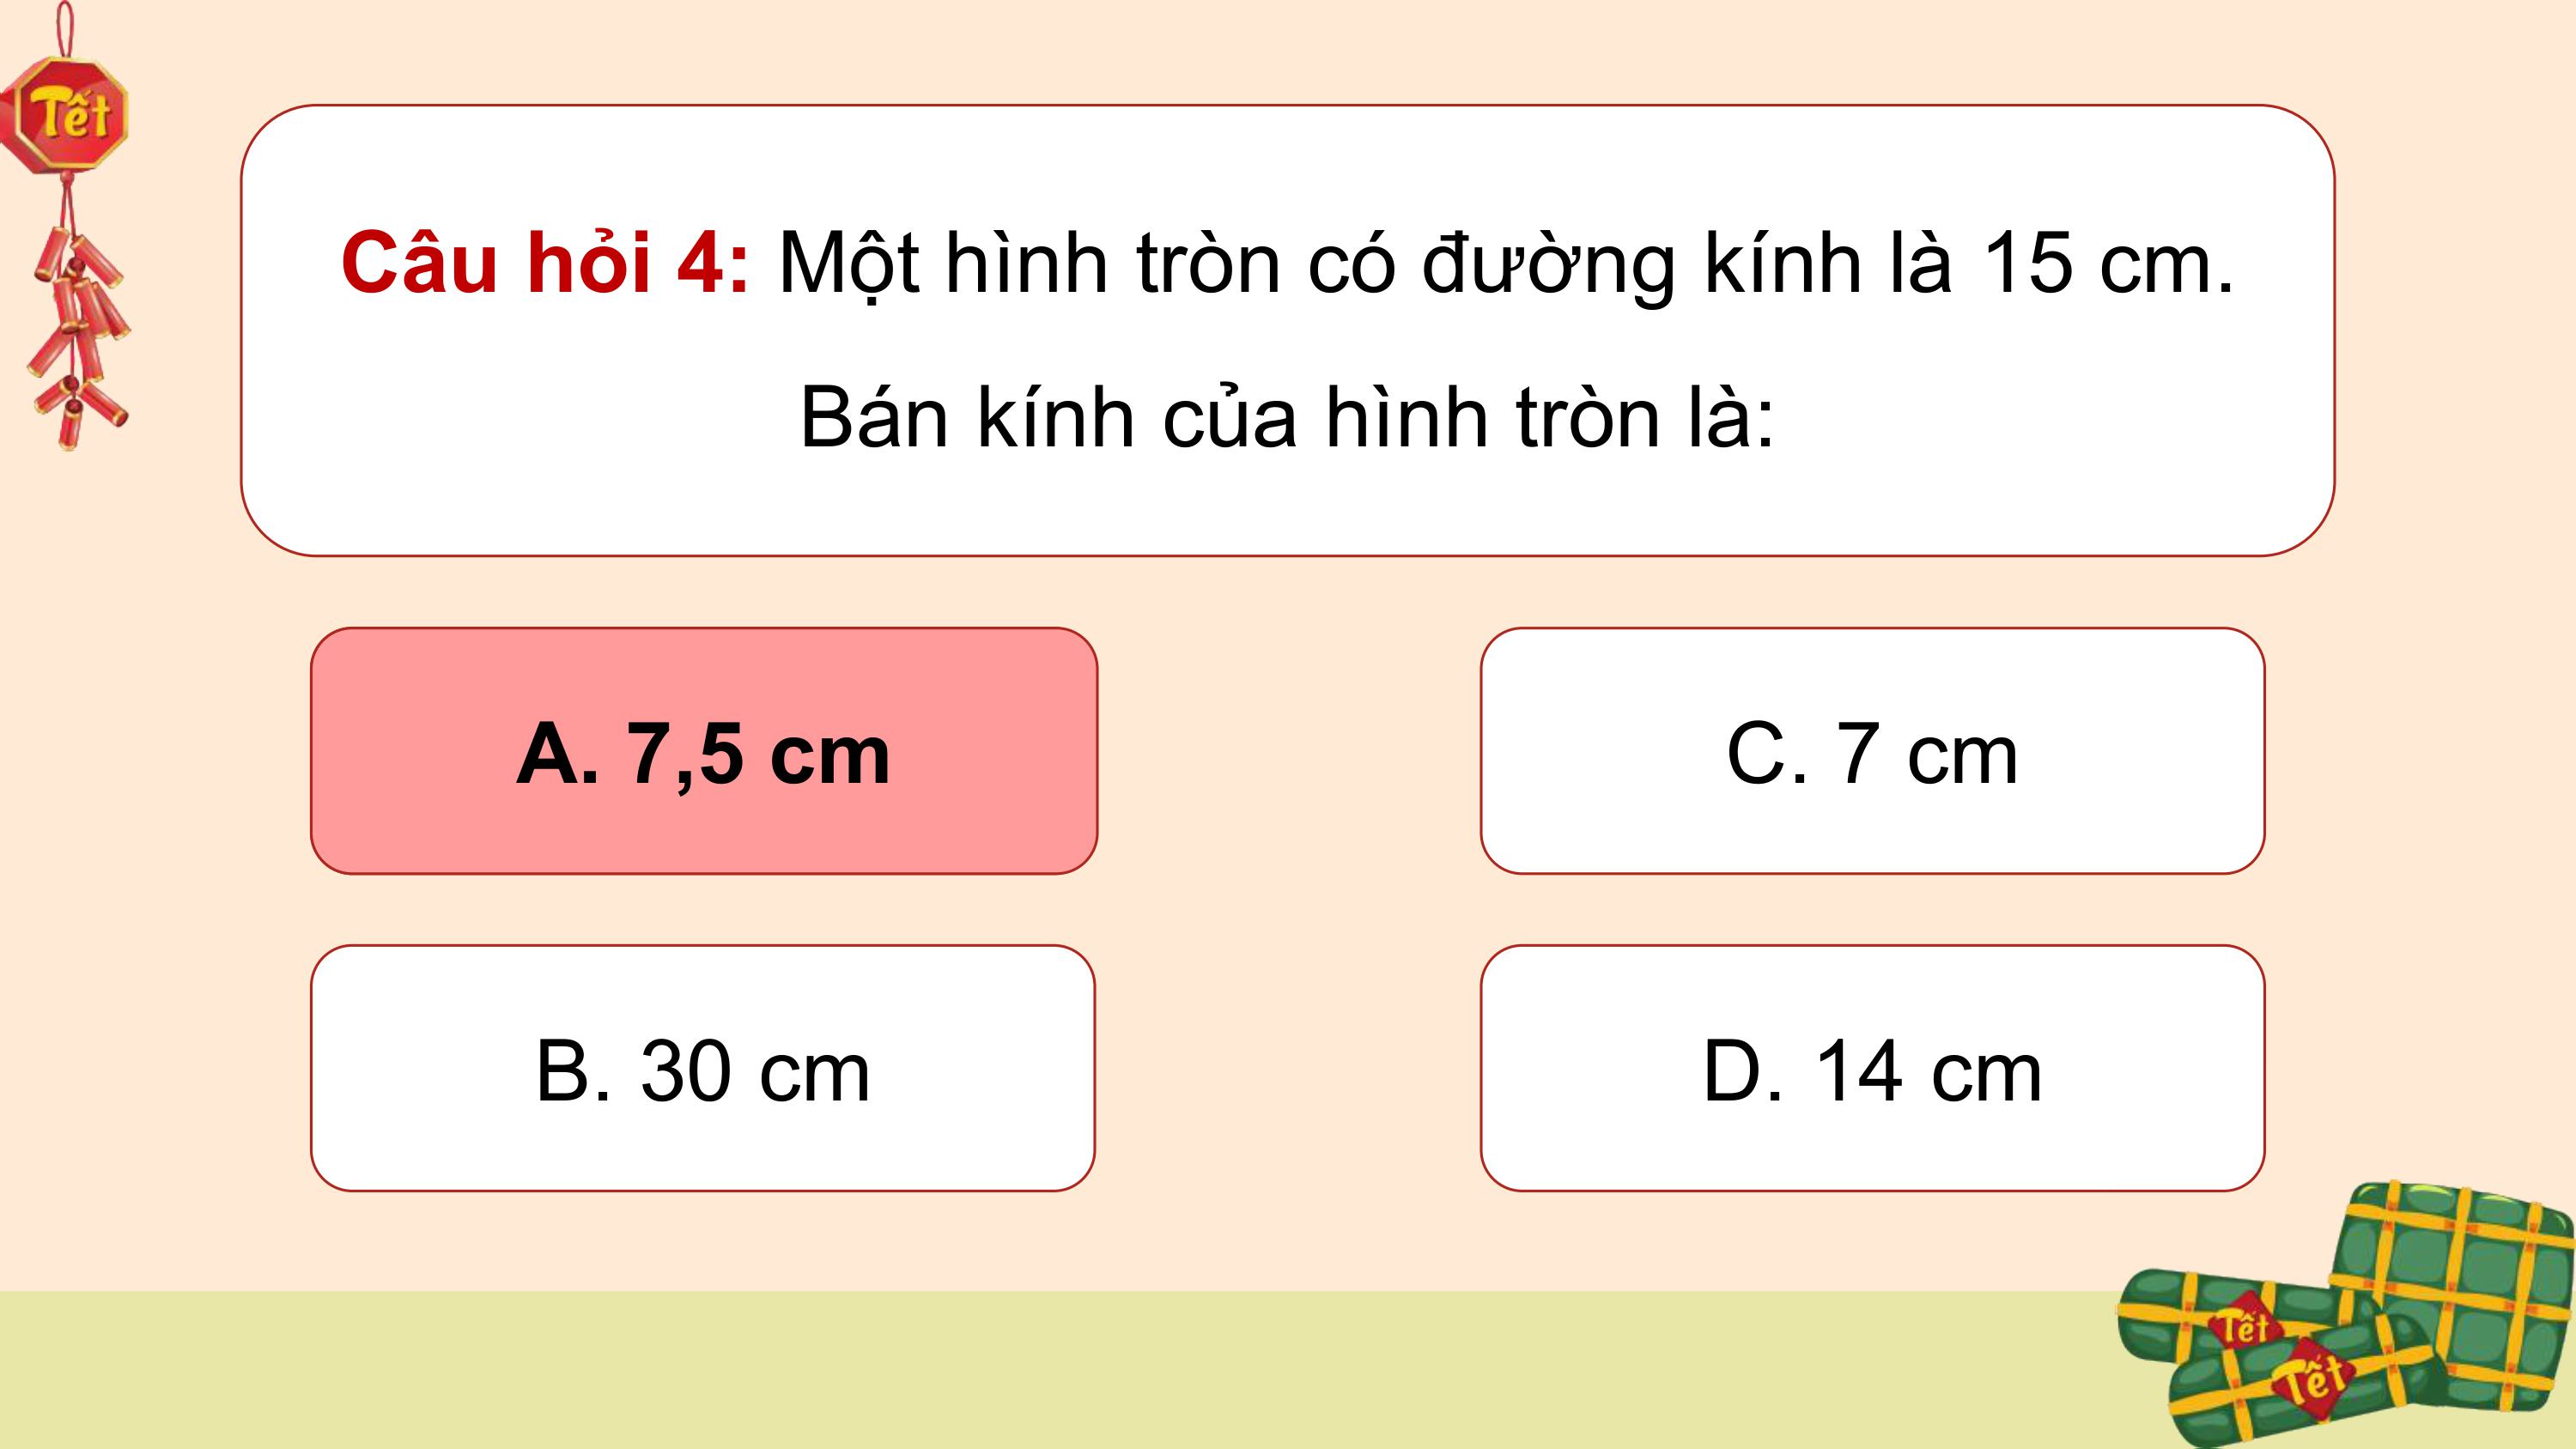 Tết
Câu hỏi 4: Một hình tròn có đường kính là 15 cm.
Bán kính của hình tròn là:
A. 7,5 cm
C. 7 cm
B. 30 cm
D. 14 cm
Tết
Tết